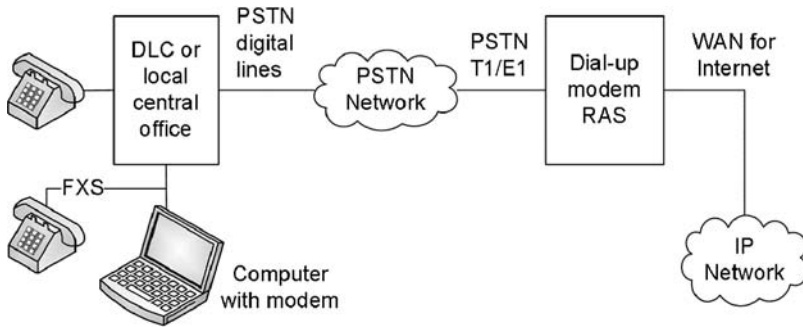 DLC or
local
central
office
PSTN
digital
lines
PSTN
Network
PSTN
T1/E1
Dial-up
modem
RAS
WAN for
Internet
FXS
Computer
with modem
IP
Network